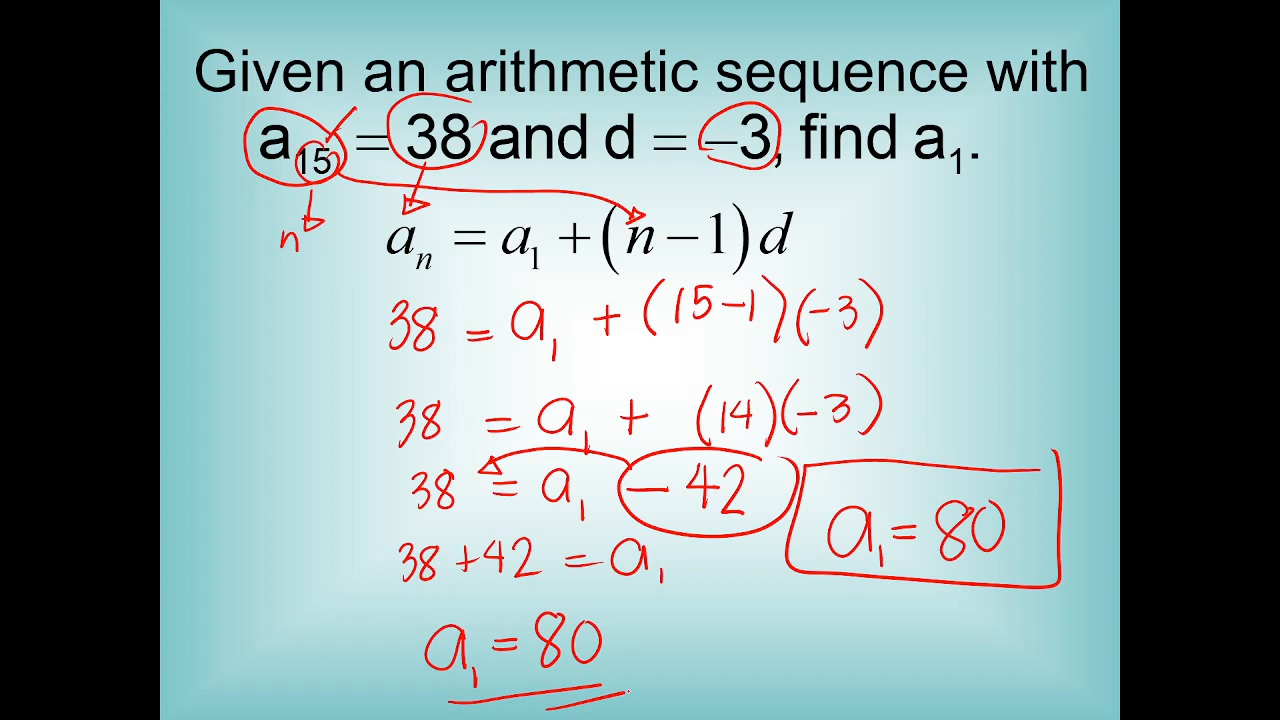 Given an arithmetic sequence with
a₁₅ = 38 and d = −3, find a₁.
n
aₙ = a₁ + (n − 1)d
38 = a₁ + (15 − 1)(−3)
38 = a₁ + (14)(−3)
38 = a₁ − 42
38 + 42 = a₁
a₁ = 80
a₁ = 80